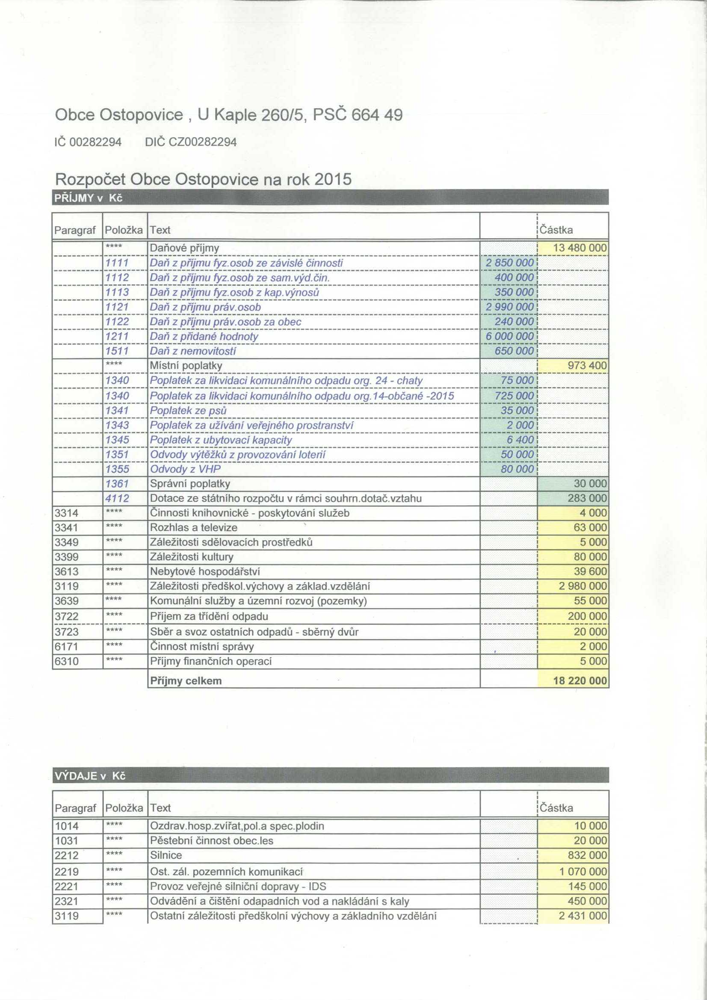 Obce Ostopovice , U Kaple 260/5, PSČ 664 49
IČ 00282294 DIČ CZ00282294
Rozpočet Obce Ostopovice na rok 2015
PŘÍJMY v Kč
Paragraf Položka Text Částka
**** Daňové příjmy 13 480 000
1111 Daň z příjmu fyz.osob ze závislé činnosti 2 850 000
1112 Daň z příjmu fyz.osob ze sam.výd.čin. 400 000
1113 Daň z příjmu fyz.osob z kap.výnosů 350 000
1121 Daň z příjmu práv.osob 2 990 000
1122 Daň z příjmu práv.osob za obec 240 000
1211 Daň z přidané hodnoty 6 000 000
1511 Daň z nemovitostí 650 000
**** Místní poplatky 973 400
1340 Poplatek za likvidaci komunálního odpadu org. 24 - chaty 75 000
1340 Poplatek za likvidaci komunálního odpadu org.14-občané -2015 725 000
1341 Poplatek ze psů 35 000
1343 Poplatek za užívání veřejného prostranství 2 000
1345 Poplatek z ubytovací kapacity 6 400
1351 Odvody výtěžků z provozování loterií 50 000
1355 Odvody z VHP 80 000
1361 Správní poplatky 30 000
4112 Dotace ze státního rozpočtu v rámci souhrn.dotač.vztahu 283 000
3314 **** Činnosti knihovnické - poskytování služeb 4 000
3341 **** Rozhlas a televize 63 000
3349 **** Záležitosti sdělovacích prostředků 5 000
3399 **** Záležitosti kultury 80 000
3613 **** Nebytové hospodářství 39 600
3119 **** Záležitosti předškol.výchovy a základ.vzdělání 2 980 000
3639 **** Komunální služby a územní rozvoj (pozemky) 55 000
3722 **** Příjem za třídění odpadu 200 000
3723 **** Sběr a svoz ostatních odpadů - sběrný dvůr 20 000
6171 **** Činnost místní správy 2 000
6310 **** Příjmy finančních operací 5 000
Příjmy celkem 18 220 000
VÝDAJE v Kč
Paragraf Položka Text Částka
1014 **** Ozdrav.hosp.zvířat,pol.a spec.plodin 10 000
1031 **** Pěstební činnost obec.les 20 000
2212 **** Silnice 832 000
2219 **** Ost. zál. pozemních komunikací 1 070 000
2221 **** Provoz veřejné silniční dopravy - IDS 145 000
2321 **** Odvádění a čištění odapadních vod a nakládání s kaly 450 000
3119 **** Ostatní záležitosti předškolní výchovy a základního vzdělání 2 431 000